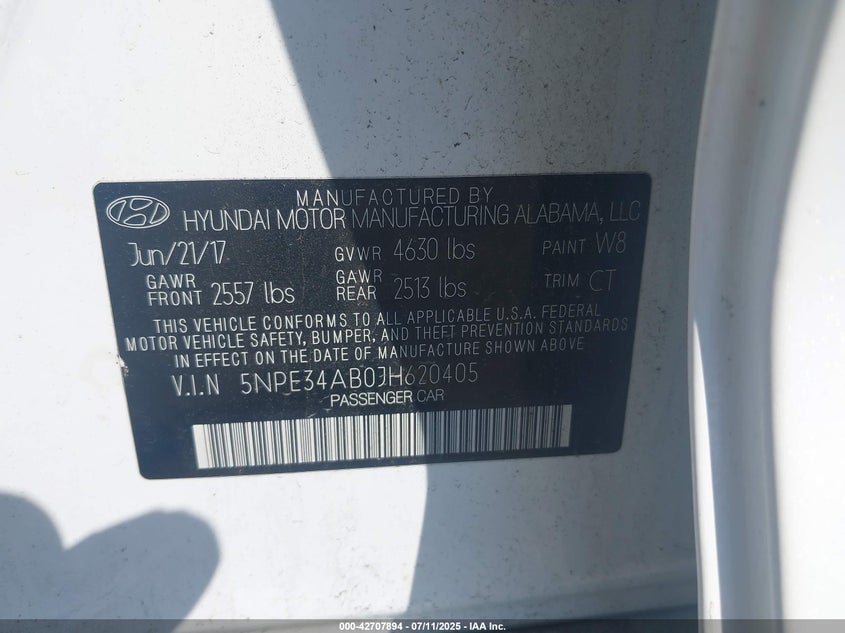 MANUFACTURED BY
HYUNDAI MOTOR MANUFACTURING ALABAMA, LLC
Jun/21/17 GVWR 4630 lbs PAINT W8
GAWR FRONT 2557 lbs GAWR REAR 2513 lbs TRIM CT
THIS VEHICLE CONFORMS TO ALL APPLICABLE U.S.A. FEDERAL
MOTOR VEHICLE SAFETY, BUMPER, AND THEFT PREVENTION STANDARDS
IN EFFECT ON THE DATE OF MANUFACTURE SHOWN ABOVE.
V.I.N 5NPE34AB0JH620405
PASSENGER CAR
000-42707894 - 07/11/2025 - IAA Inc.